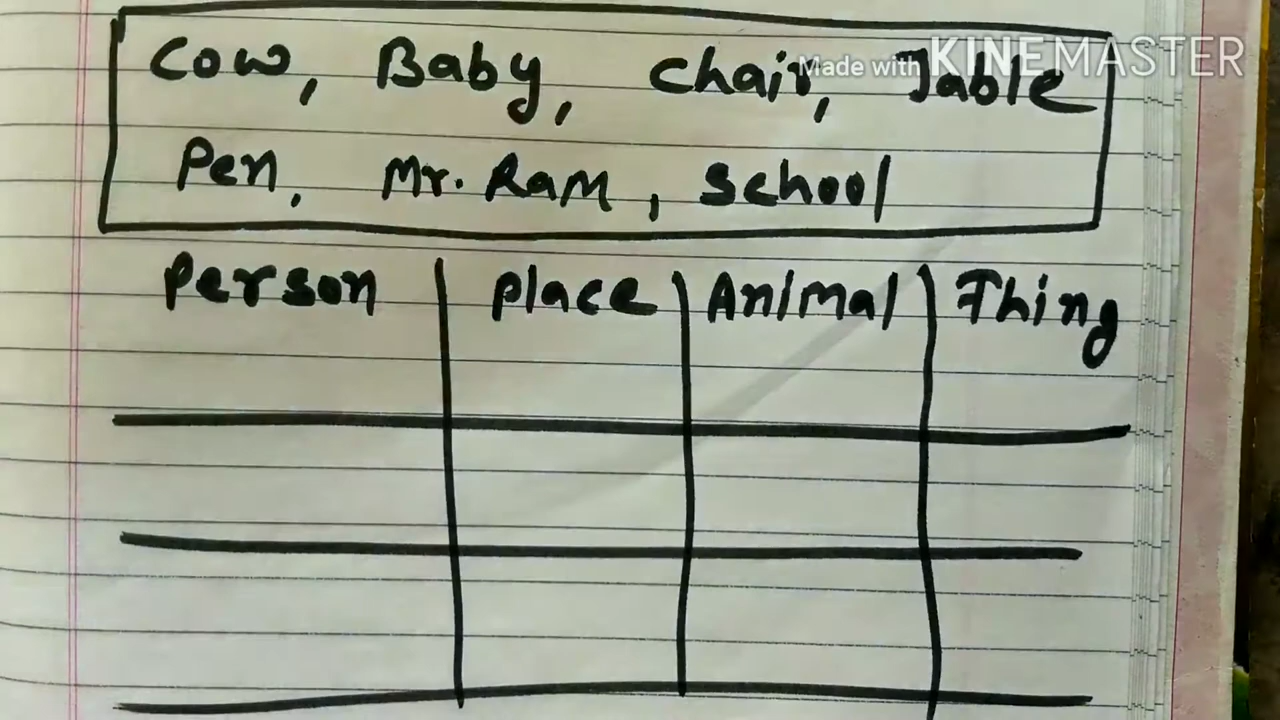 Cow, Baby, Chair, Table
Made with KINEMASTER
Pen, Mr. Ram, School
Person Place Animal Thing